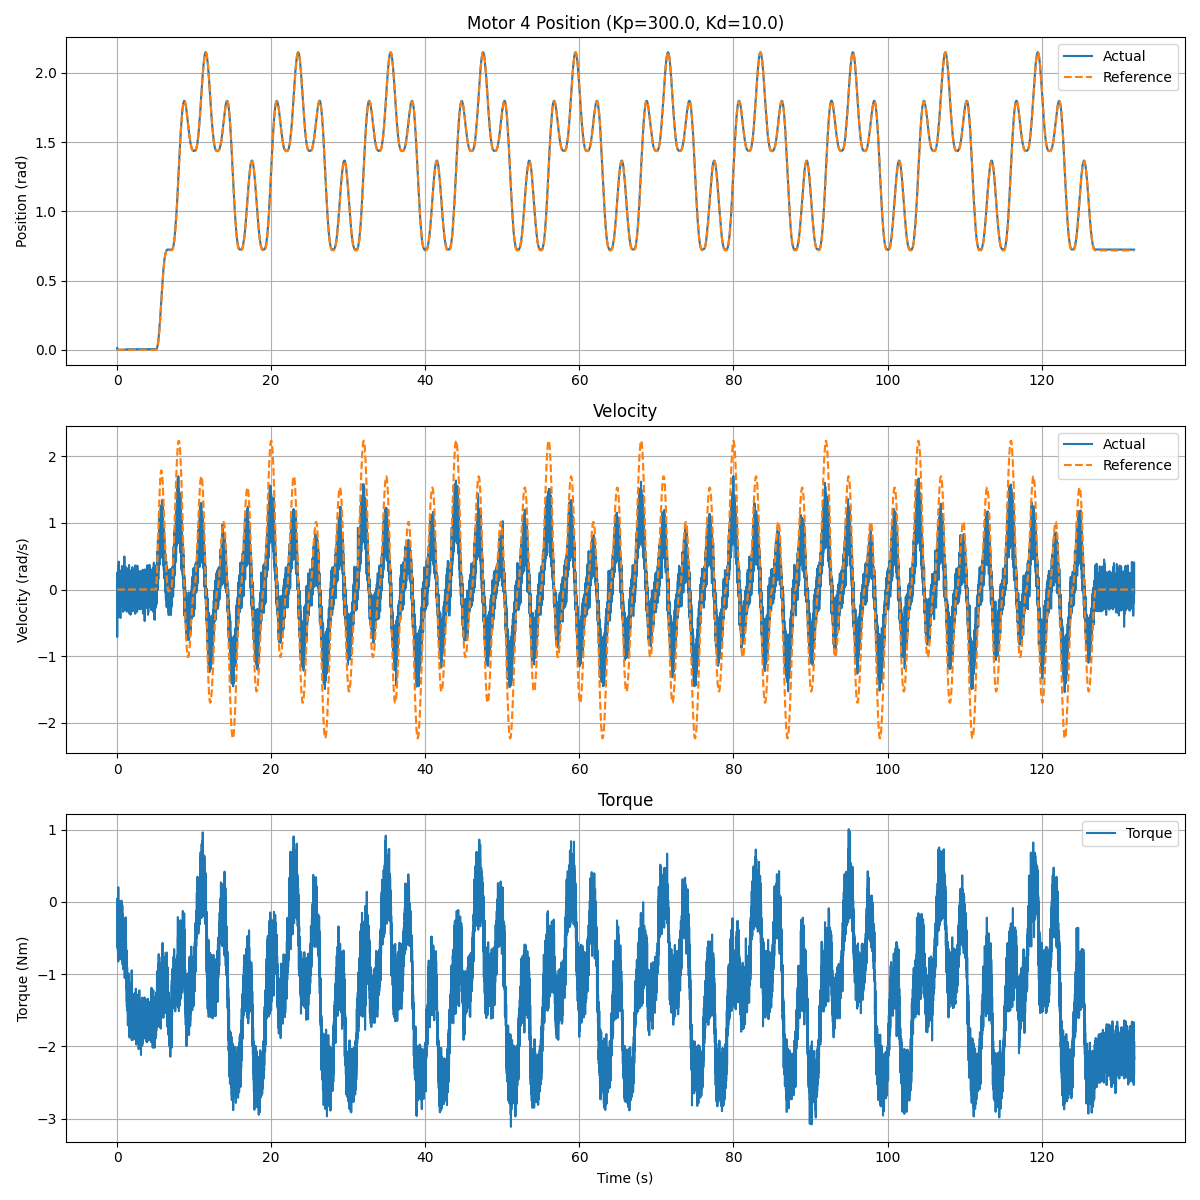 Motor 4 Position (Kp=300.0, Kd=10.0)
Actual
Reference
Position (rad)
2.0
1.5
1.0
0.5
0.0
0 20 40 60 80 100 120
Velocity
Actual
Reference
Velocity (rad/s)
2
1
0
−1
−2
0 20 40 60 80 100 120
Torque
Torque
Torque (Nm)
1
0
−1
−2
−3
0 20 40 60 80 100 120
Time (s)